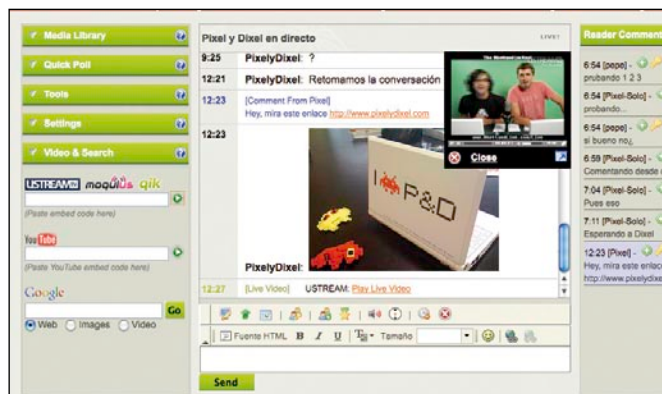 Media Library
Quick Poll
Tools
Settings
Video & Search
USTREAM mogulus qik
(Paste embed code here)
YouTube
(Paste YouTube embed code here)
Google
Go
Web Images Video
Pixel y Dixel en directo
LIVE!
9:25 PixelyDixel: ?
12:21 PixelyDixel: Retomamos la conversación
12:23 [Comment From Pixel]
Hey, mira este enlace http://www.pixelydixel.com
12:23
I P&D
PixelyDixel:
12:27 [Live Video] USTREAM: Play Live Video
Close
Fuente HTML B I U Tamaño
Send
Reader Comment
6:54 [pepe] -
probando 1 2 3
6:54 [Pixel-Solo] -
probando...
6:54 [pepe] -
si bueno no¿
6:59 [Pixel-Solo] -
Comentando desde
7:04 [Pixel-Solo] -
Pues eso
7:11 [Pixel-Solo] -
Esperando a Dixel
12:23 [Pixel] -
Hey, mira este enlace
http://www.pixelydixe